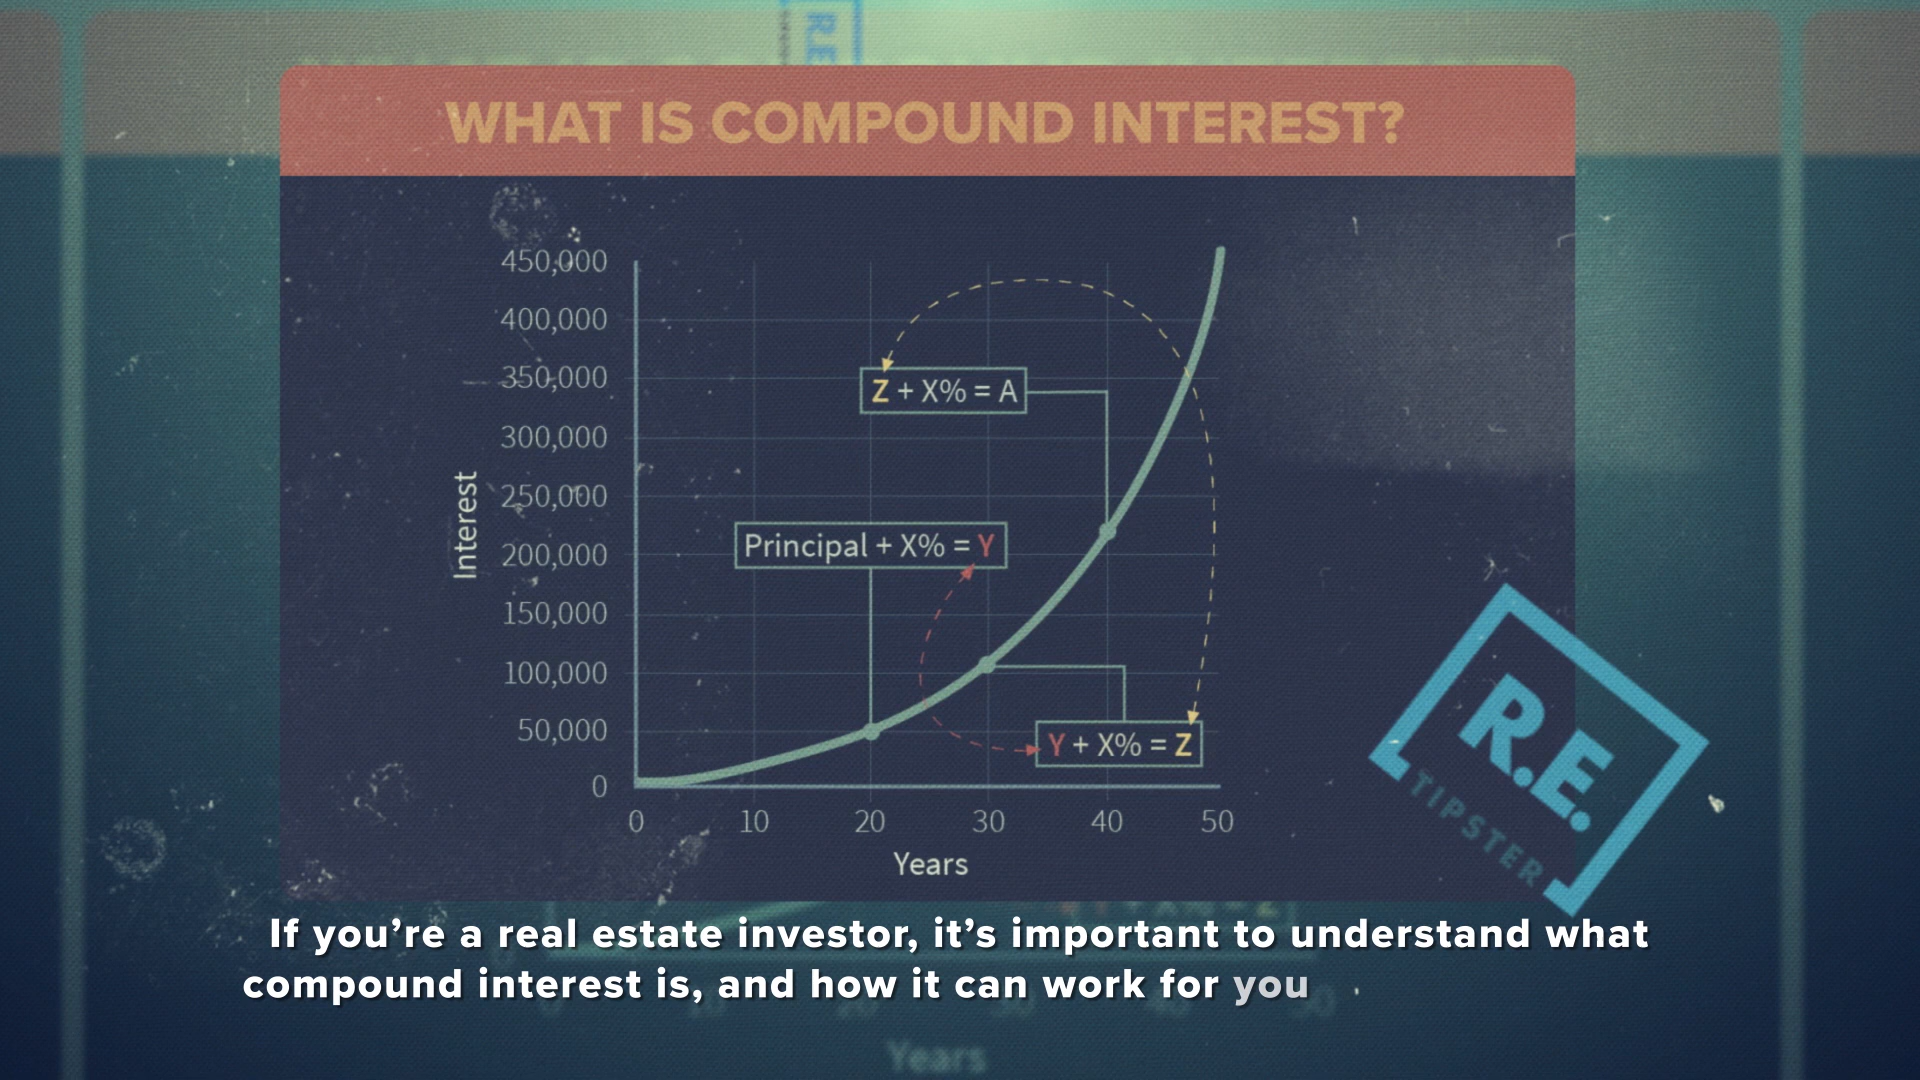 R.E.
WHAT IS COMPOUND INTEREST?
450,000
400,000
350,000
300,000
250,000
200,000
150,000
100,000
50,000
0
Interest
Z + X% = A
Principal + X% = Y
Y + X% = Z
0 10 20 30 40 50
Years
R.E.
TIPSTER
If you’re a real estate investor, it’s important to understand what
compound interest is, and how it can work for you
Years